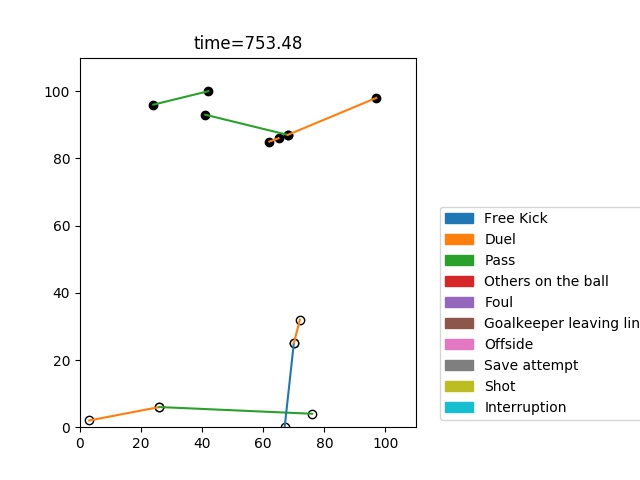 time=753.48
100
80
60
40
20
0
0 20 40 60 80 100
Free Kick
Duel
Pass
Others on the ball
Foul
Goalkeeper leaving lin
Offside
Save attempt
Shot
Interruption